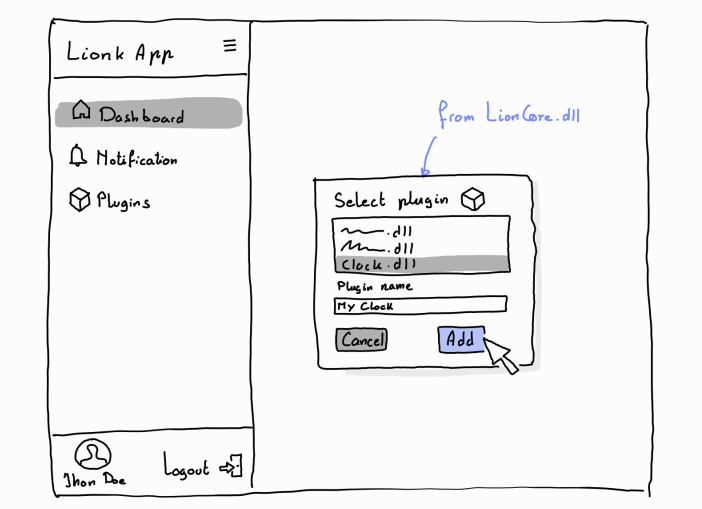 Lionk App
Dashboard
Notification
Plugins
Jhon Doe
Logout
from LionCore.dll
Select plugin
.dll
.dll
Clock.dll
Plugin name
My Clock
Cancel
Add